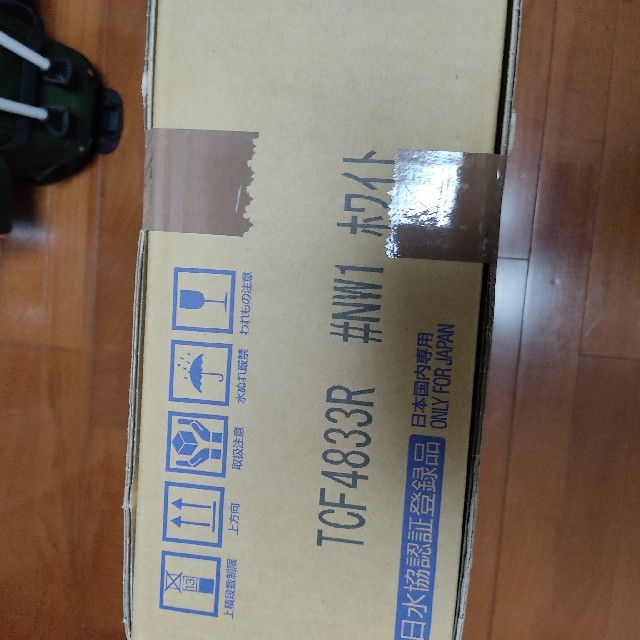 上積段数制限
13
上方向
取扱注意
水ぬれ厳禁
われもの注意
TCF4833R #NW1 ホワイト
日水協認証登録品
日本国内専用
ONLY FOR JAPAN